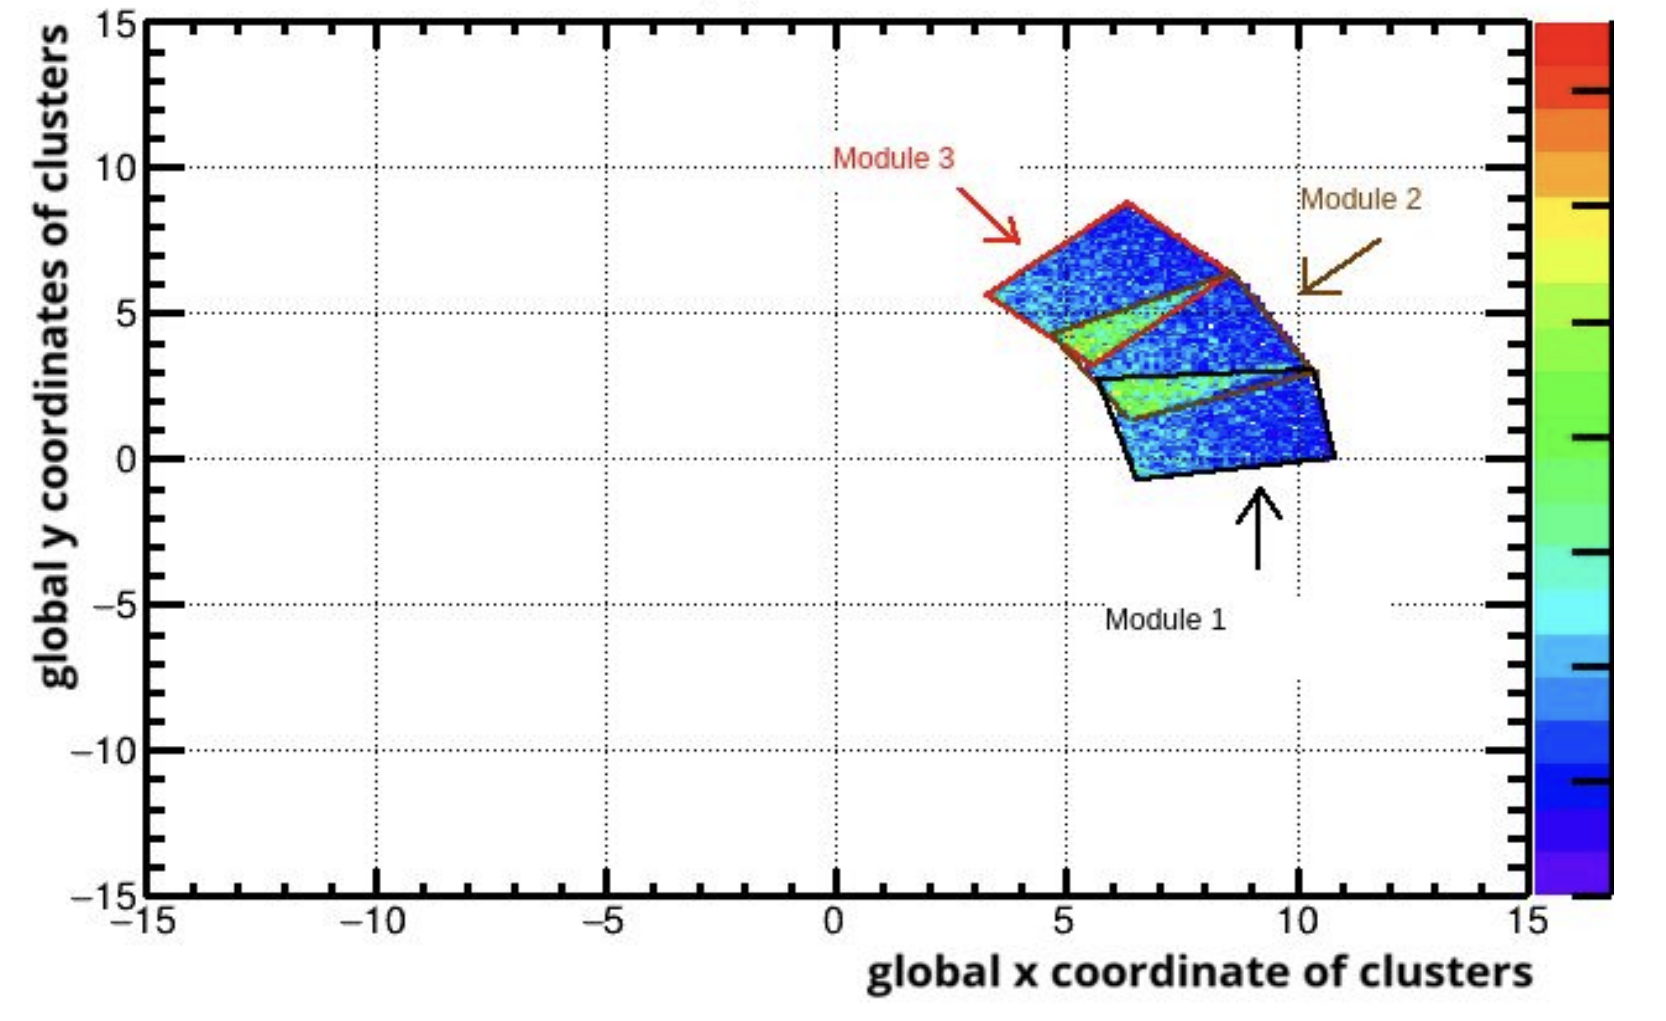 15
10
5
0
−5
−10
−15
global y coordinates of clusters
Module 3
Module 2
Module 1
−15 −10 −5 0 5 10 15
global x coordinate of clusters